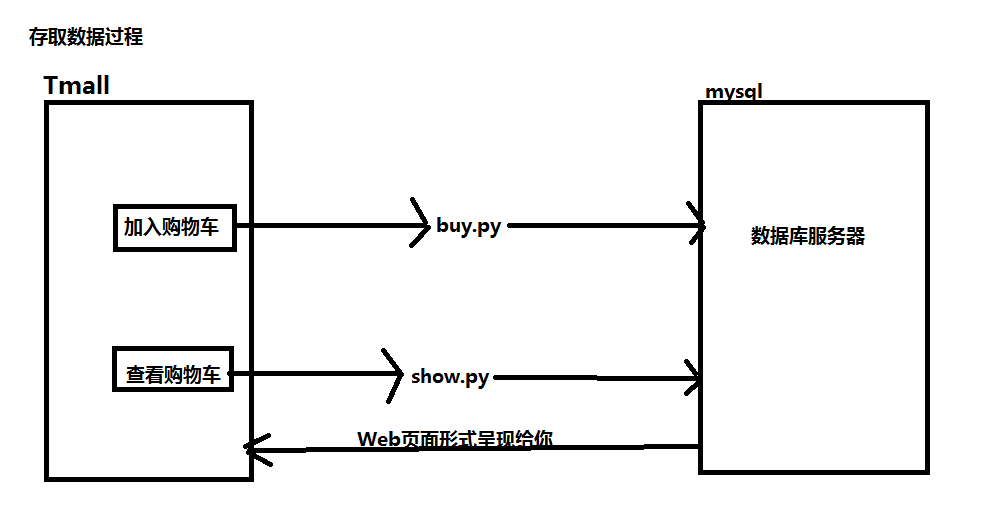 存取数据过程
Tmall
mysql
加入购物车
buy.py
数据库服务器
查看购物车
show.py
Web页面形式呈现给你